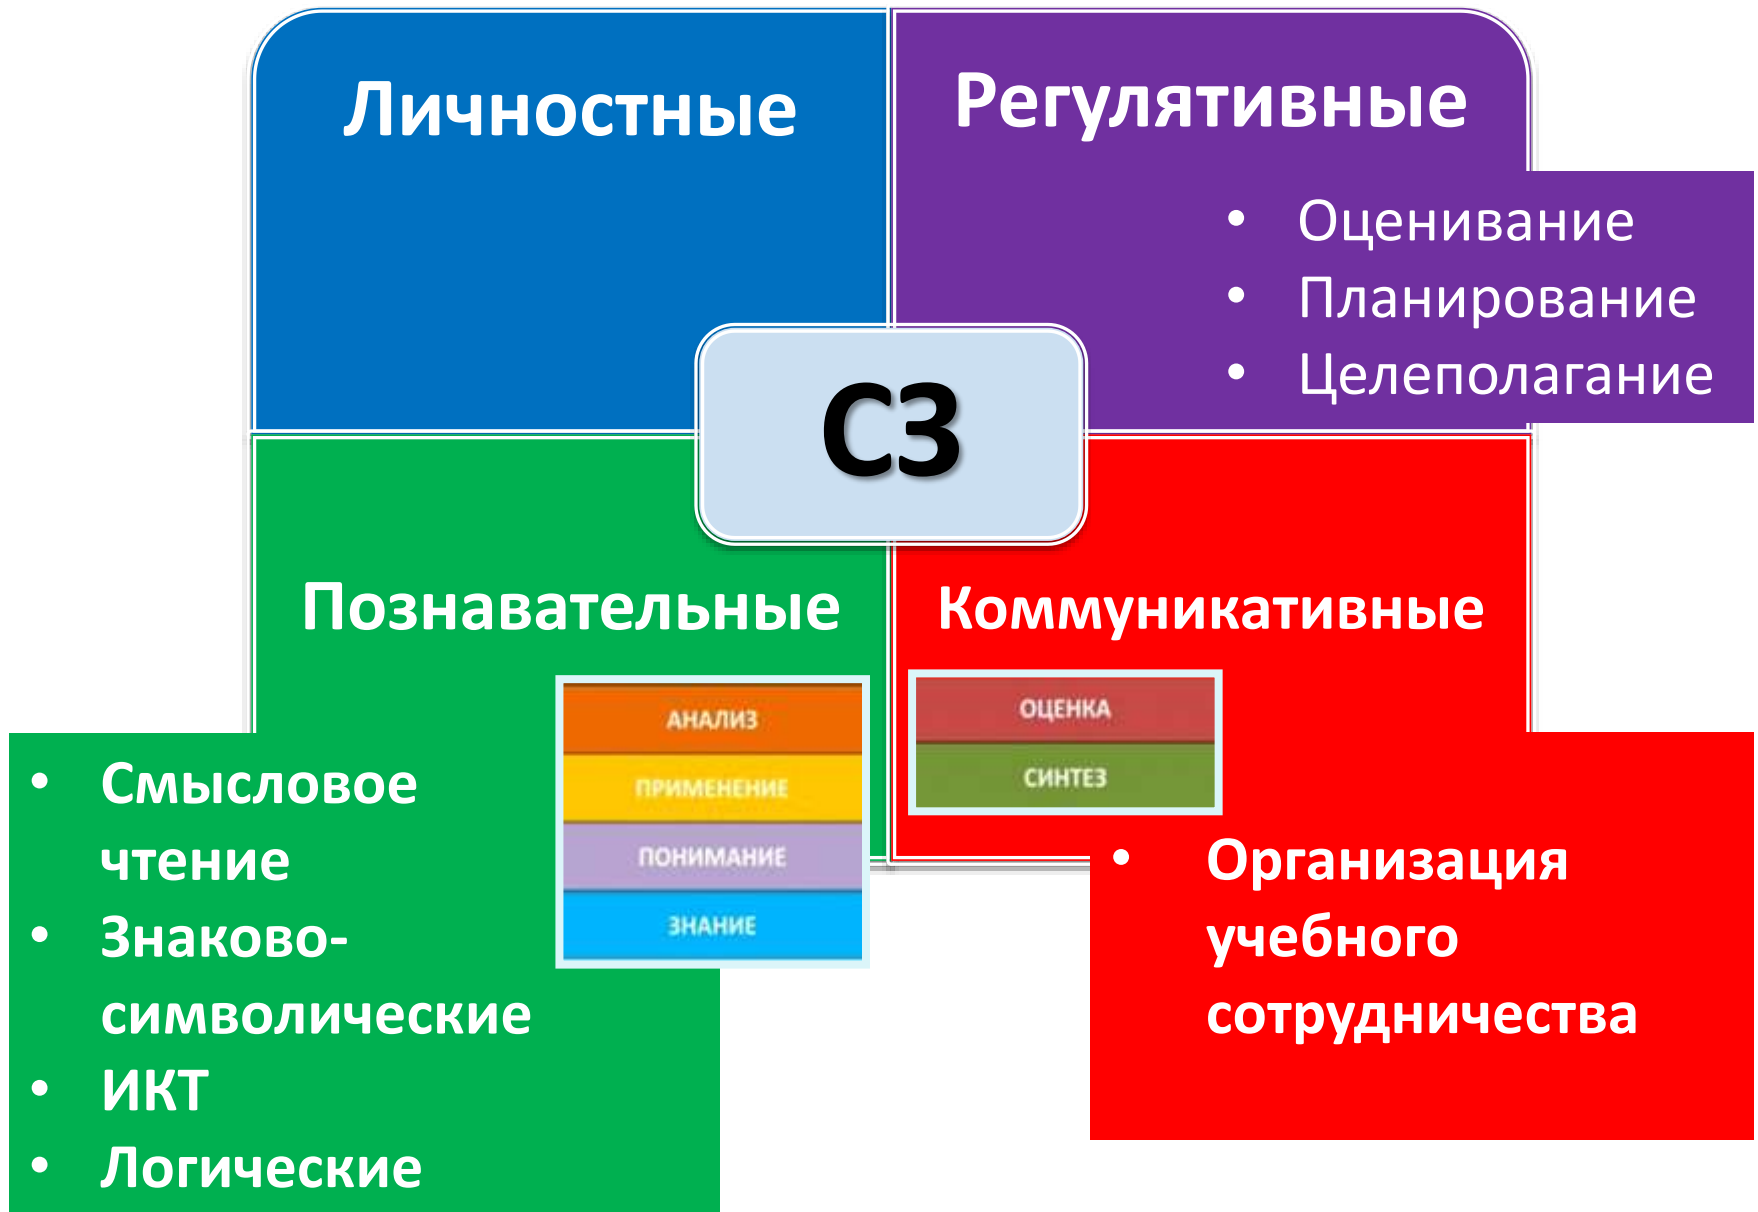 Личностные
Регулятивные
• Оценивание
• Планирование
• Целеполагание
СЗ
Познавательные
АНАЛИЗ
ПРИМЕНЕНИЕ
ПОНИМАНИЕ
ЗНАНИЕ
• Смысловое
чтение
• Знаково-
символические
• ИКТ
• Логические
Коммуникативные
ОЦЕНКА
СИНТЕЗ
• Организация
учебного
сотрудничества